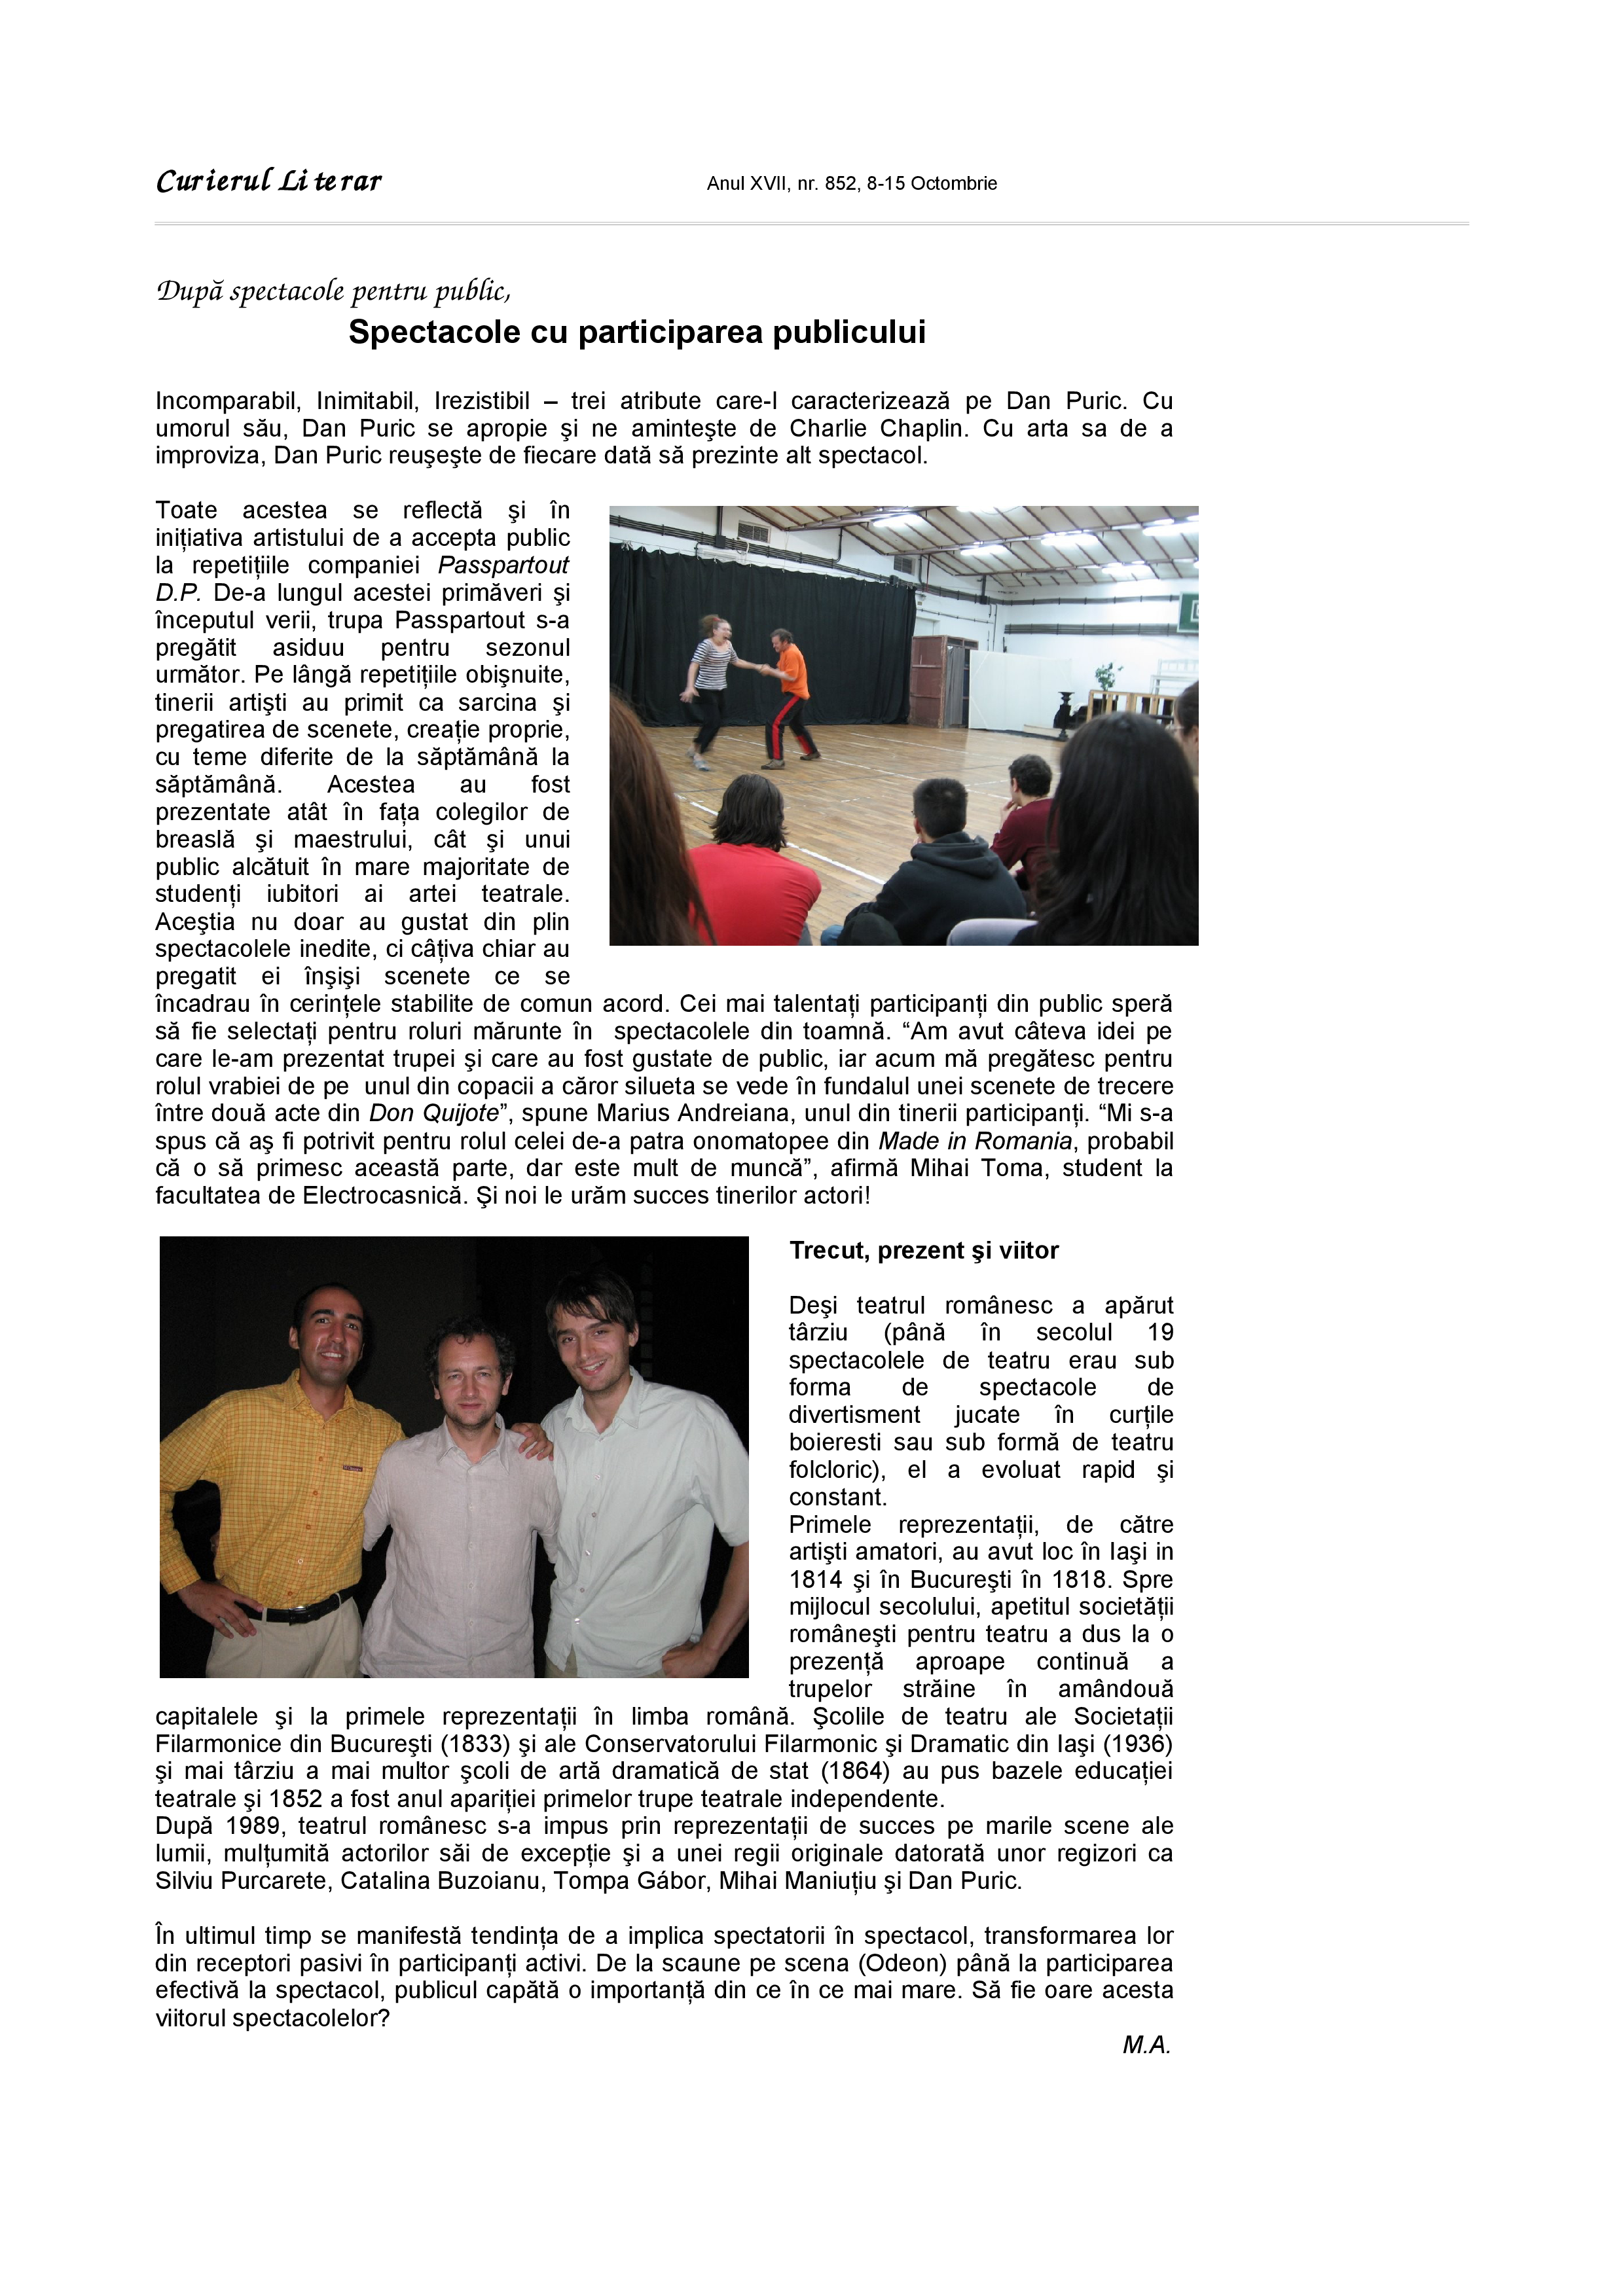 Curierul Literar
Anul XVII, nr. 852, 8-15 Octombrie
După spectacole pentru public,
Spectacole cu participarea publicului
Incomparabil, Inimitabil, Irezistibil – trei atribute care-l caracterizează pe Dan Puric. Cu
umorul său, Dan Puric se apropie şi ne aminteşte de Charlie Chaplin. Cu arta sa de a
improviza, Dan Puric reuşeşte de fiecare dată să prezinte alt spectacol.
Toate acestea se reflectă şi în
iniţiativa artistului de a accepta public
la repetiţiile companiei Passpartout
D.P. De-a lungul acestei primăveri şi
începutul verii, trupa Passpartout s-a
pregătit asiduu pentru sezonul
următor. Pe lângă repetiţiile obişnuite,
tinerii artişti au primit ca sarcina şi
pregatirea de scenete, creaţie proprie,
cu teme diferite de la săptămână la
săptămână. Acestea au fost
prezentate atât în faţa colegilor de
breaslă şi maestrului, cât şi unui
public alcătuit în mare majoritate de
studenţi iubitori ai artei teatrale.
Aceştia nu doar au gustat din plin
spectacolele inedite, ci câţiva chiar au
pregatit ei înşişi scenete ce se
încadrau în cerinţele stabilite de comun acord. Cei mai talentaţi participanţi din public speră
să fie selectaţi pentru roluri mărunte în spectacolele din toamnă. “Am avut câteva idei pe
care le-am prezentat trupei şi care au fost gustate de public, iar acum mă pregătesc pentru
rolul vrabiei de pe unul din copacii a căror silueta se vede în fundalul unei scenete de trecere
între două acte din Don Quijote”, spune Marius Andreiana, unul din tinerii participanţi. “Mi s-a
spus că aş fi potrivit pentru rolul celei de-a patra onomatopee din Made in Romania, probabil
că o să primesc această parte, dar este mult de muncă”, afirmă Mihai Toma, student la
facultatea de Electrocasnică. Şi noi le urăm succes tinerilor actori!
Trecut, prezent şi viitor
Deşi teatrul românesc a apărut
târziu (până în secolul 19
spectacolele de teatru erau sub
forma de spectacole de
divertisment jucate în curţile
boieresti sau sub formă de teatru
folcloric), el a evoluat rapid şi
constant.
Primele reprezentaţii, de către
artişti amatori, au avut loc în Iaşi in
1814 şi în Bucureşti în 1818. Spre
mijlocul secolului, apetitul societăţii
româneşti pentru teatru a dus la o
prezenţă aproape continuă a
trupelor străine în amândouă
capitalele şi la primele reprezentaţii în limba română. Şcolile de teatru ale Societaţii
Filarmonice din Bucureşti (1833) şi ale Conservatorului Filarmonic şi Dramatic din Iaşi (1936)
şi mai târziu a mai multor şcoli de artă dramatică de stat (1864) au pus bazele educaţiei
teatrale şi 1852 a fost anul apariţiei primelor trupe teatrale independente.
După 1989, teatrul românesc s-a impus prin reprezentaţii de succes pe marile scene ale
lumii, mulţumită actorilor săi de excepţie şi a unei regii originale datorată unor regizori ca
Silviu Purcarete, Catalina Buzoianu, Tompa Gábor, Mihai Maniuţiu şi Dan Puric.
În ultimul timp se manifestă tendinţa de a implica spectatorii în spectacol, transformarea lor
din receptori pasivi în participanţi activi. De la scaune pe scena (Odeon) până la participarea
efectivă la spectacol, publicul capătă o importanţă din ce în ce mai mare. Să fie oare acesta
viitorul spectacolelor?
M.A.